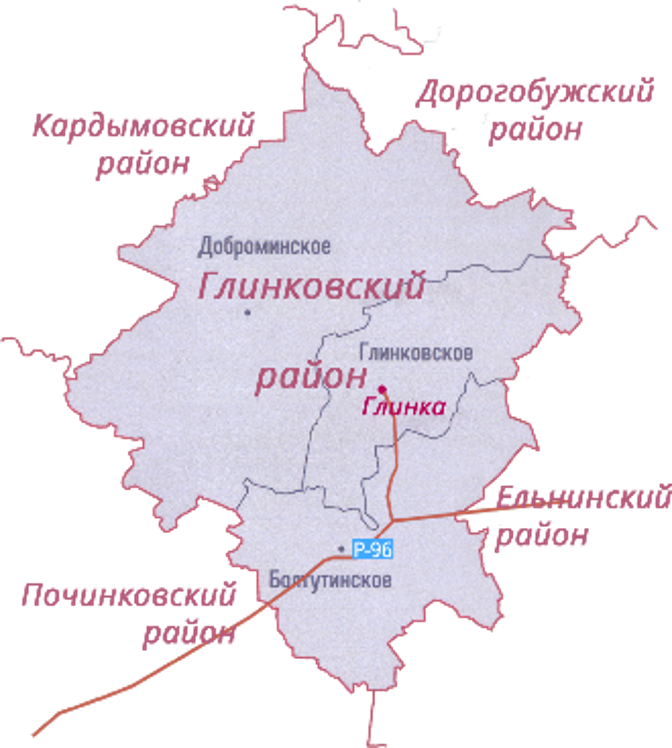 Дорогобужский
район
Кардымовский
район
Доброминское
Глинковский
район
Глинковское
Глинка
Ельнинский
район
Р-96
Болтутинское
Починковский
район